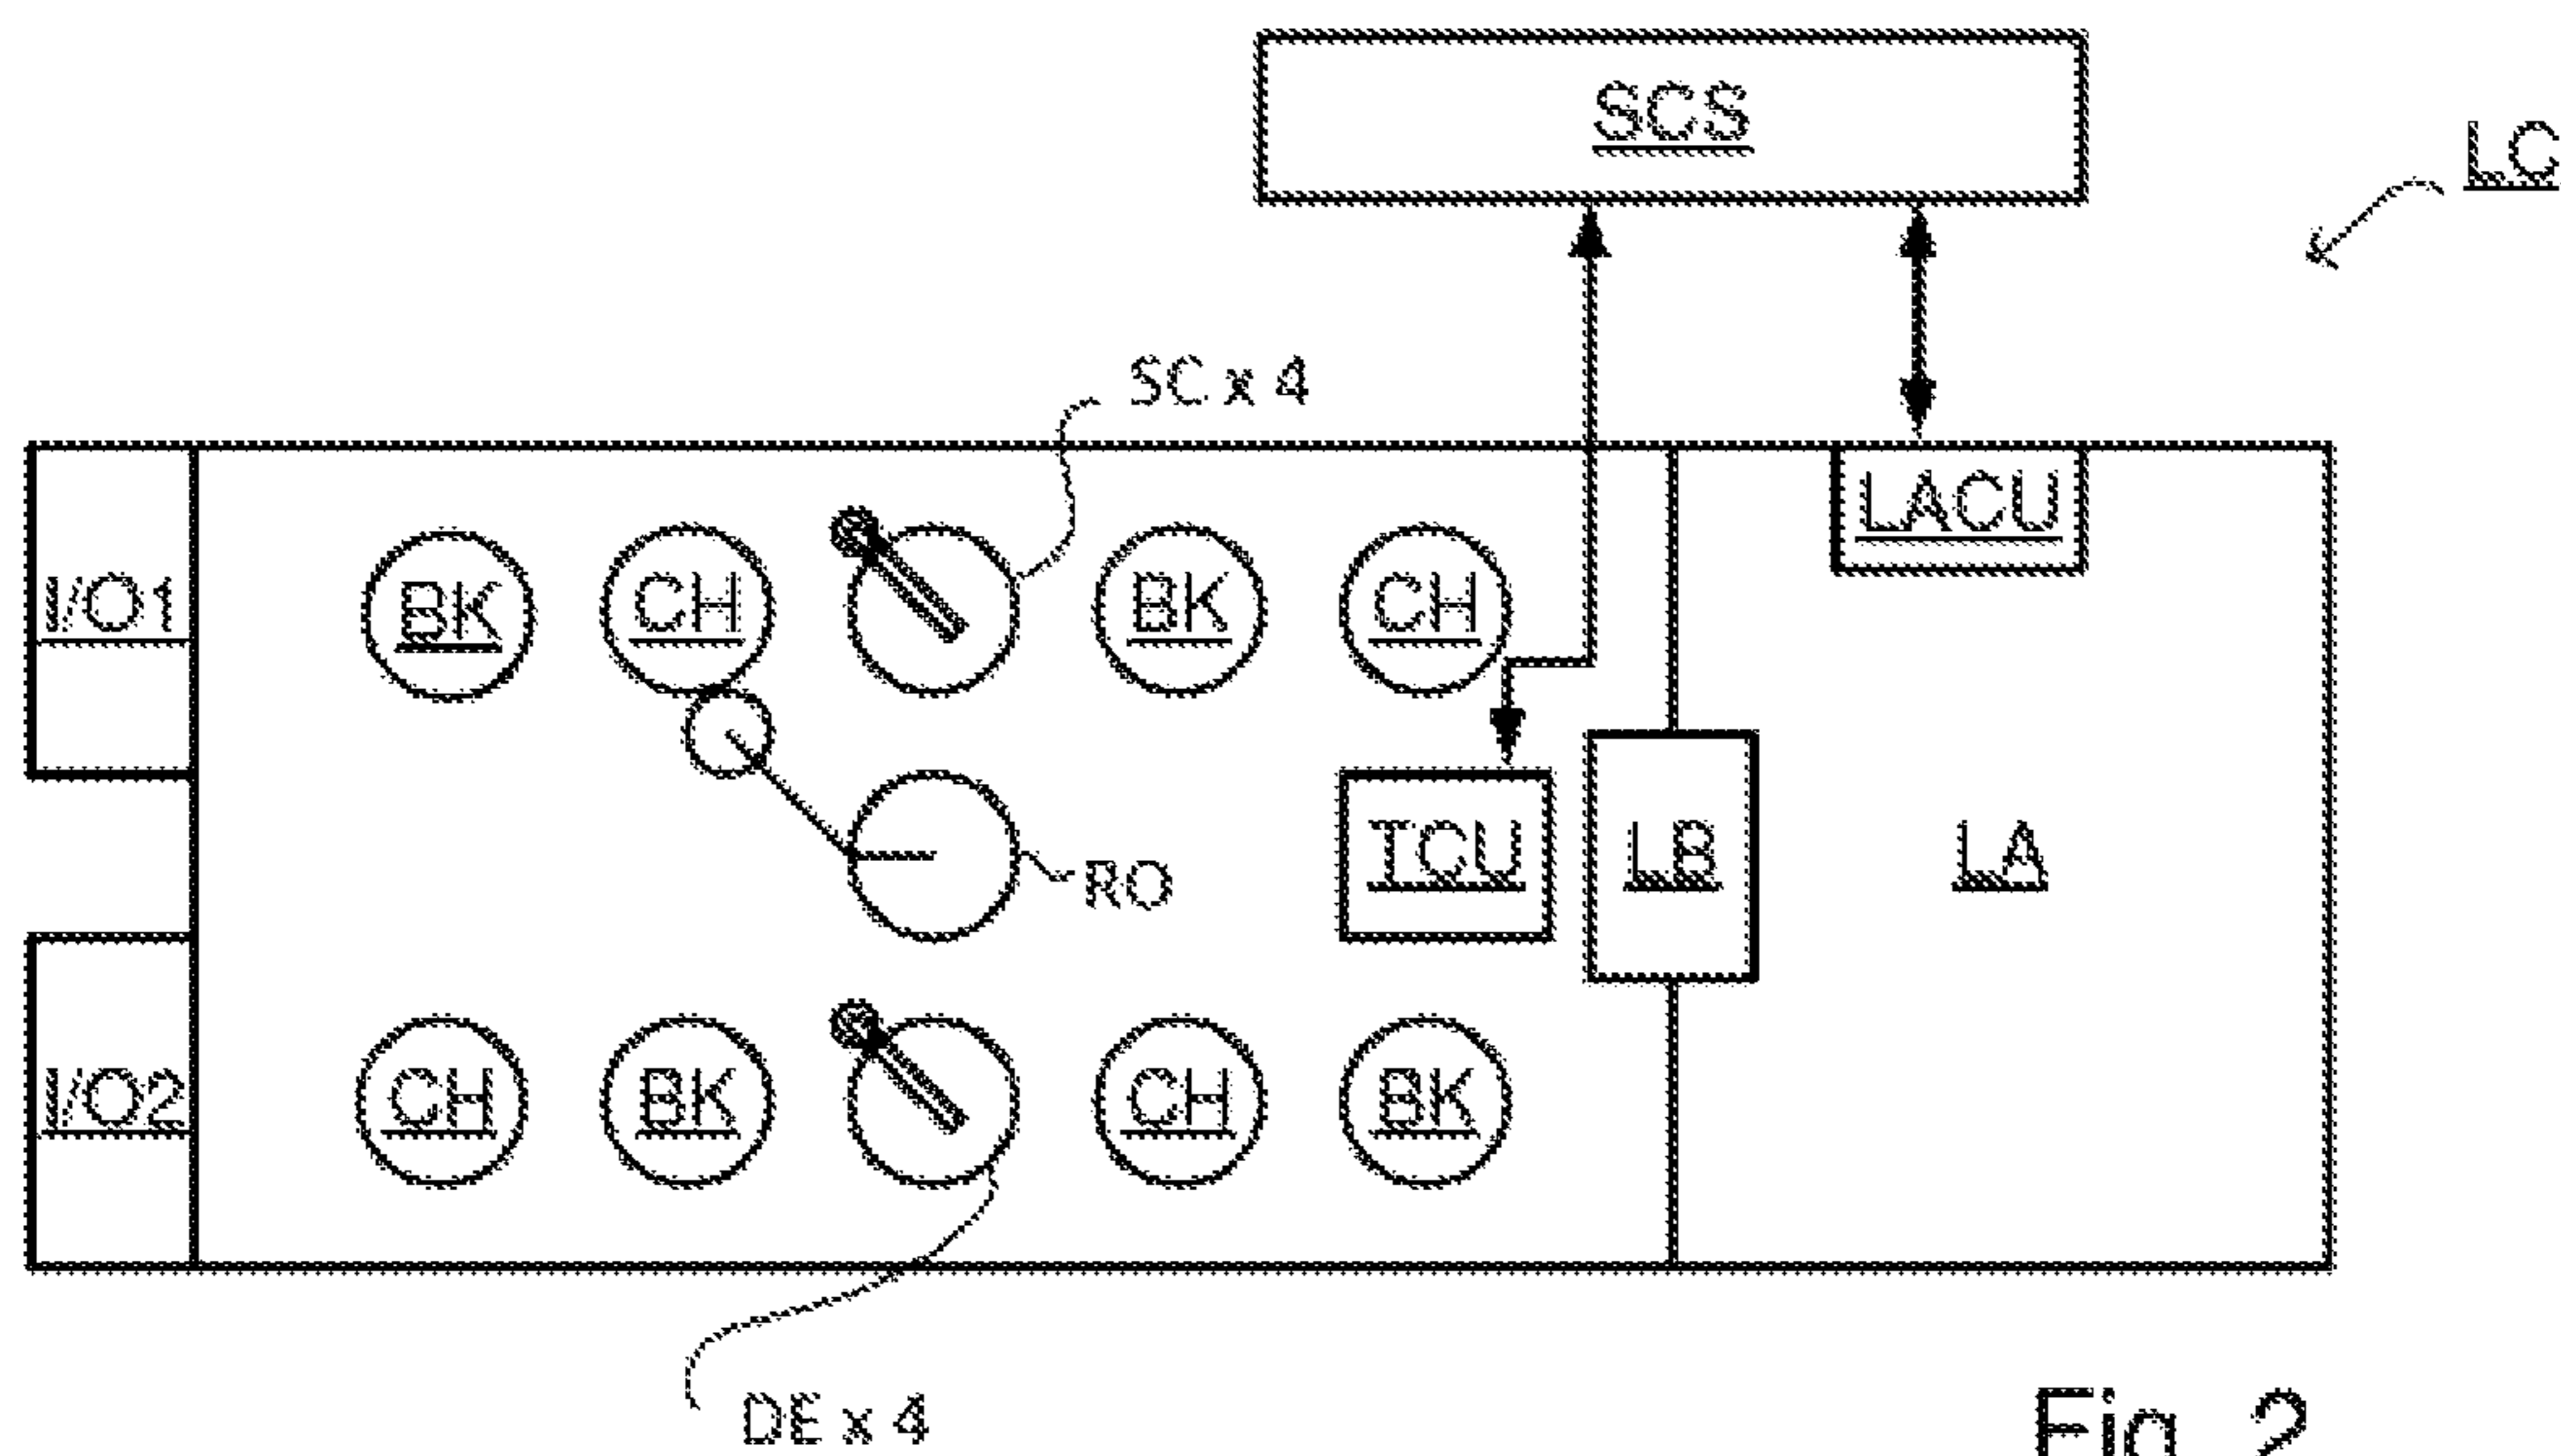 SCS
LC
SC x 4
LACU
I/O1
BK
CH
BK
CH
RO
TCU
LB
LA
I/O2
CH
BK
CH
BK
DE x 4
Fig. 2